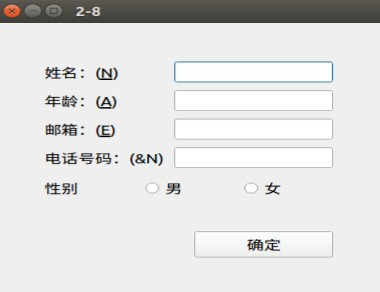 2-8
姓名：(N)
年龄：(A)
邮箱：(E)
电话号码：(&N)
性别 男 女
确定